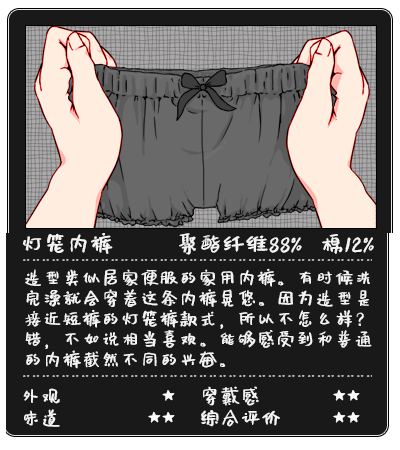 灯笼内裤 聚酯纤维88% 棉12%
造型类似居家便服的家用内裤。有时候洗
完澡就会穿着这条内裤晃悠。因为造型是
接近短裤的灯笼裤款式，所以不怎么样？
错，不如说相当喜欢。能够感受到和普通
的内裤截然不同的兴奋。
外观 ★ 穿戴感 ★★
味道 ★★ 综合评价 ★★